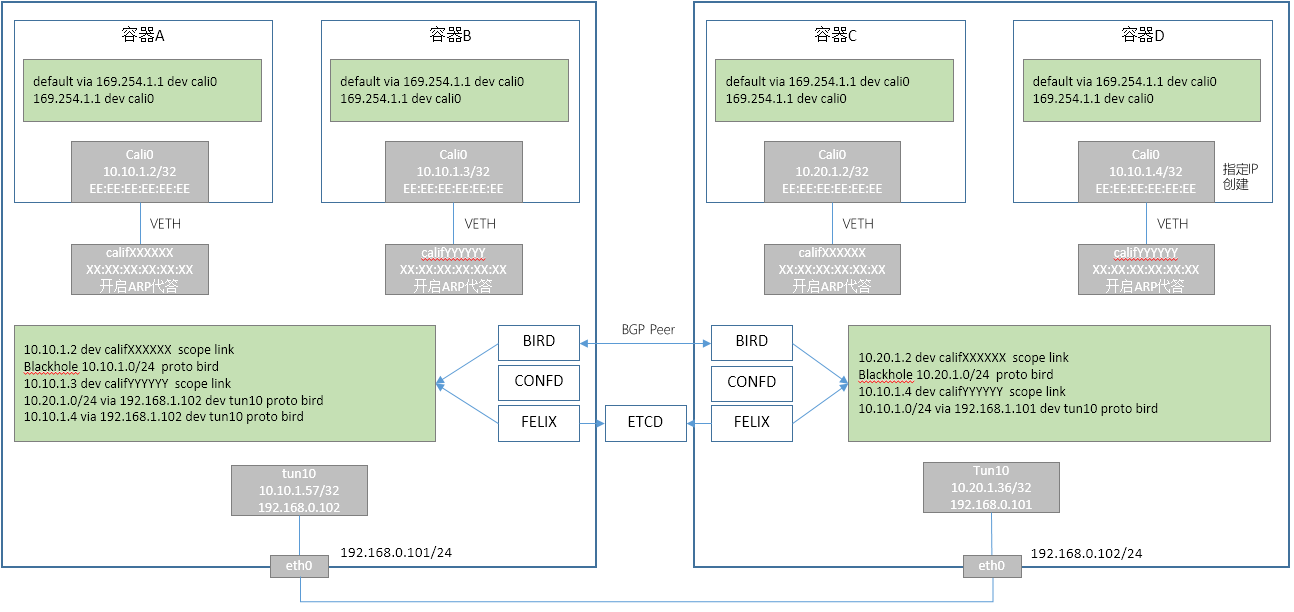 容器A
default via 169.254.1.1 dev cali0
169.254.1.1 dev cali0
Cali0
10.10.1.2/32
EE:EE:EE:EE:EE:EE
VETH
califXXXXXX
XX:XX:XX:XX:XX:XX
开启ARP代答
容器B
default via 169.254.1.1 dev cali0
169.254.1.1 dev cali0
Cali0
10.10.1.3/32
EE:EE:EE:EE:EE:EE
VETH
califYYYYYY
XX:XX:XX:XX:XX:XX
开启ARP代答
容器C
default via 169.254.1.1 dev cali0
169.254.1.1 dev cali0
Cali0
10.20.1.2/32
EE:EE:EE:EE:EE:EE
VETH
califXXXXXX
XX:XX:XX:XX:XX:XX
开启ARP代答
容器D
default via 169.254.1.1 dev cali0
169.254.1.1 dev cali0
Cali0
10.10.1.4/32
EE:EE:EE:EE:EE:EE
指定IP
创建
VETH
califYYYYYY
XX:XX:XX:XX:XX:XX
开启ARP代答
10.10.1.2 dev califXXXXXX scope link
Blackhole 10.10.1.0/24 proto bird
10.10.1.3 dev califYYYYYY scope link
10.20.1.0/24 via 192.168.1.102 dev tun10 proto bird
10.10.1.4 via 192.168.1.102 dev tun10 proto bird
BIRD
CONFD
FELIX
BGP Peer
ETCD
BIRD
CONFD
FELIX
10.20.1.2 dev califXXXXXX scope link
Blackhole 10.20.1.0/24 proto bird
10.10.1.4 dev califYYYYYY scope link
10.10.1.0/24 via 192.168.1.101 dev tun10 proto bird
tun10
10.10.1.57/32
192.168.0.102
192.168.0.101/24
eth0
Tun10
10.20.1.36/32
192.168.0.101
192.168.0.102/24
eth0